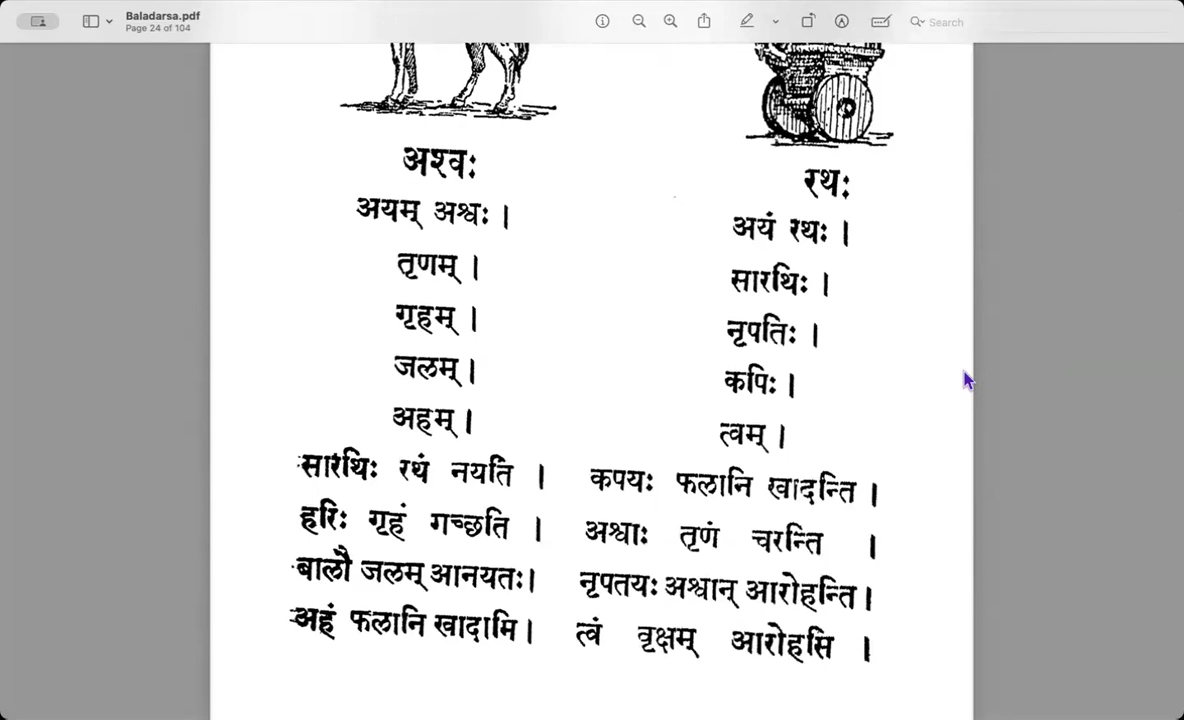 Baladarsa.pdf
Page 24 of 104
Search
अश्वः
अयम् अश्वः ।
तृणम् ।
गृहम् ।
जलम् ।
अहम् ।
रथः
अयं रथः ।
सारथिः ।
नृपतिः ।
कपिः ।
त्वम् ।
सारथिः रथं नयति । कपयः फलानि खादन्ति ।
हरिः गृहं गच्छति । अश्वाः तृणं चरन्ति ।
बालौ जलम् आनयतः । नृपतयः अश्वान् आरोहन्ति ।
अहं फलानि खादामि । त्वं वृक्षम् आरोहसि ।